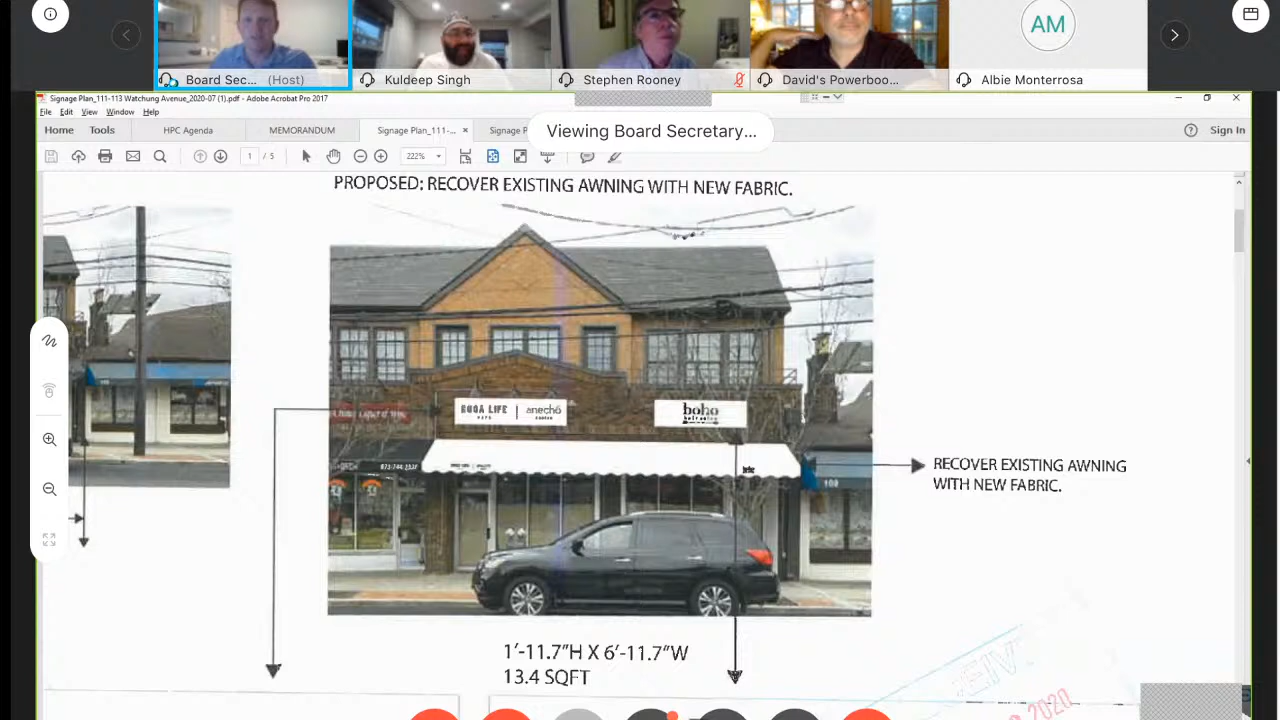 AM
Board Sec... (Host)
Kuldeep Singh
Stephen Rooney
David's Powerboo...
Albie Monterrosa
Signage Plan_111-113 Watchung Avenue_2020-07 (1).pdf - Adobe Acrobat Pro 2017
File Edit View Window Help
Home Tools HPC Agenda MEMORANDUM Signage Plan_111-... × Signage P
Viewing Board Secretary...
Sign In
1 / 5
222%
PROPOSED: RECOVER EXISTING AWNING WITH NEW FABRIC.
anechō
boho
RECOVER EXISTING AWNING
WITH NEW FABRIC.
1'-11.7"H X 6'-11.7"W
13.4 SQFT
2020